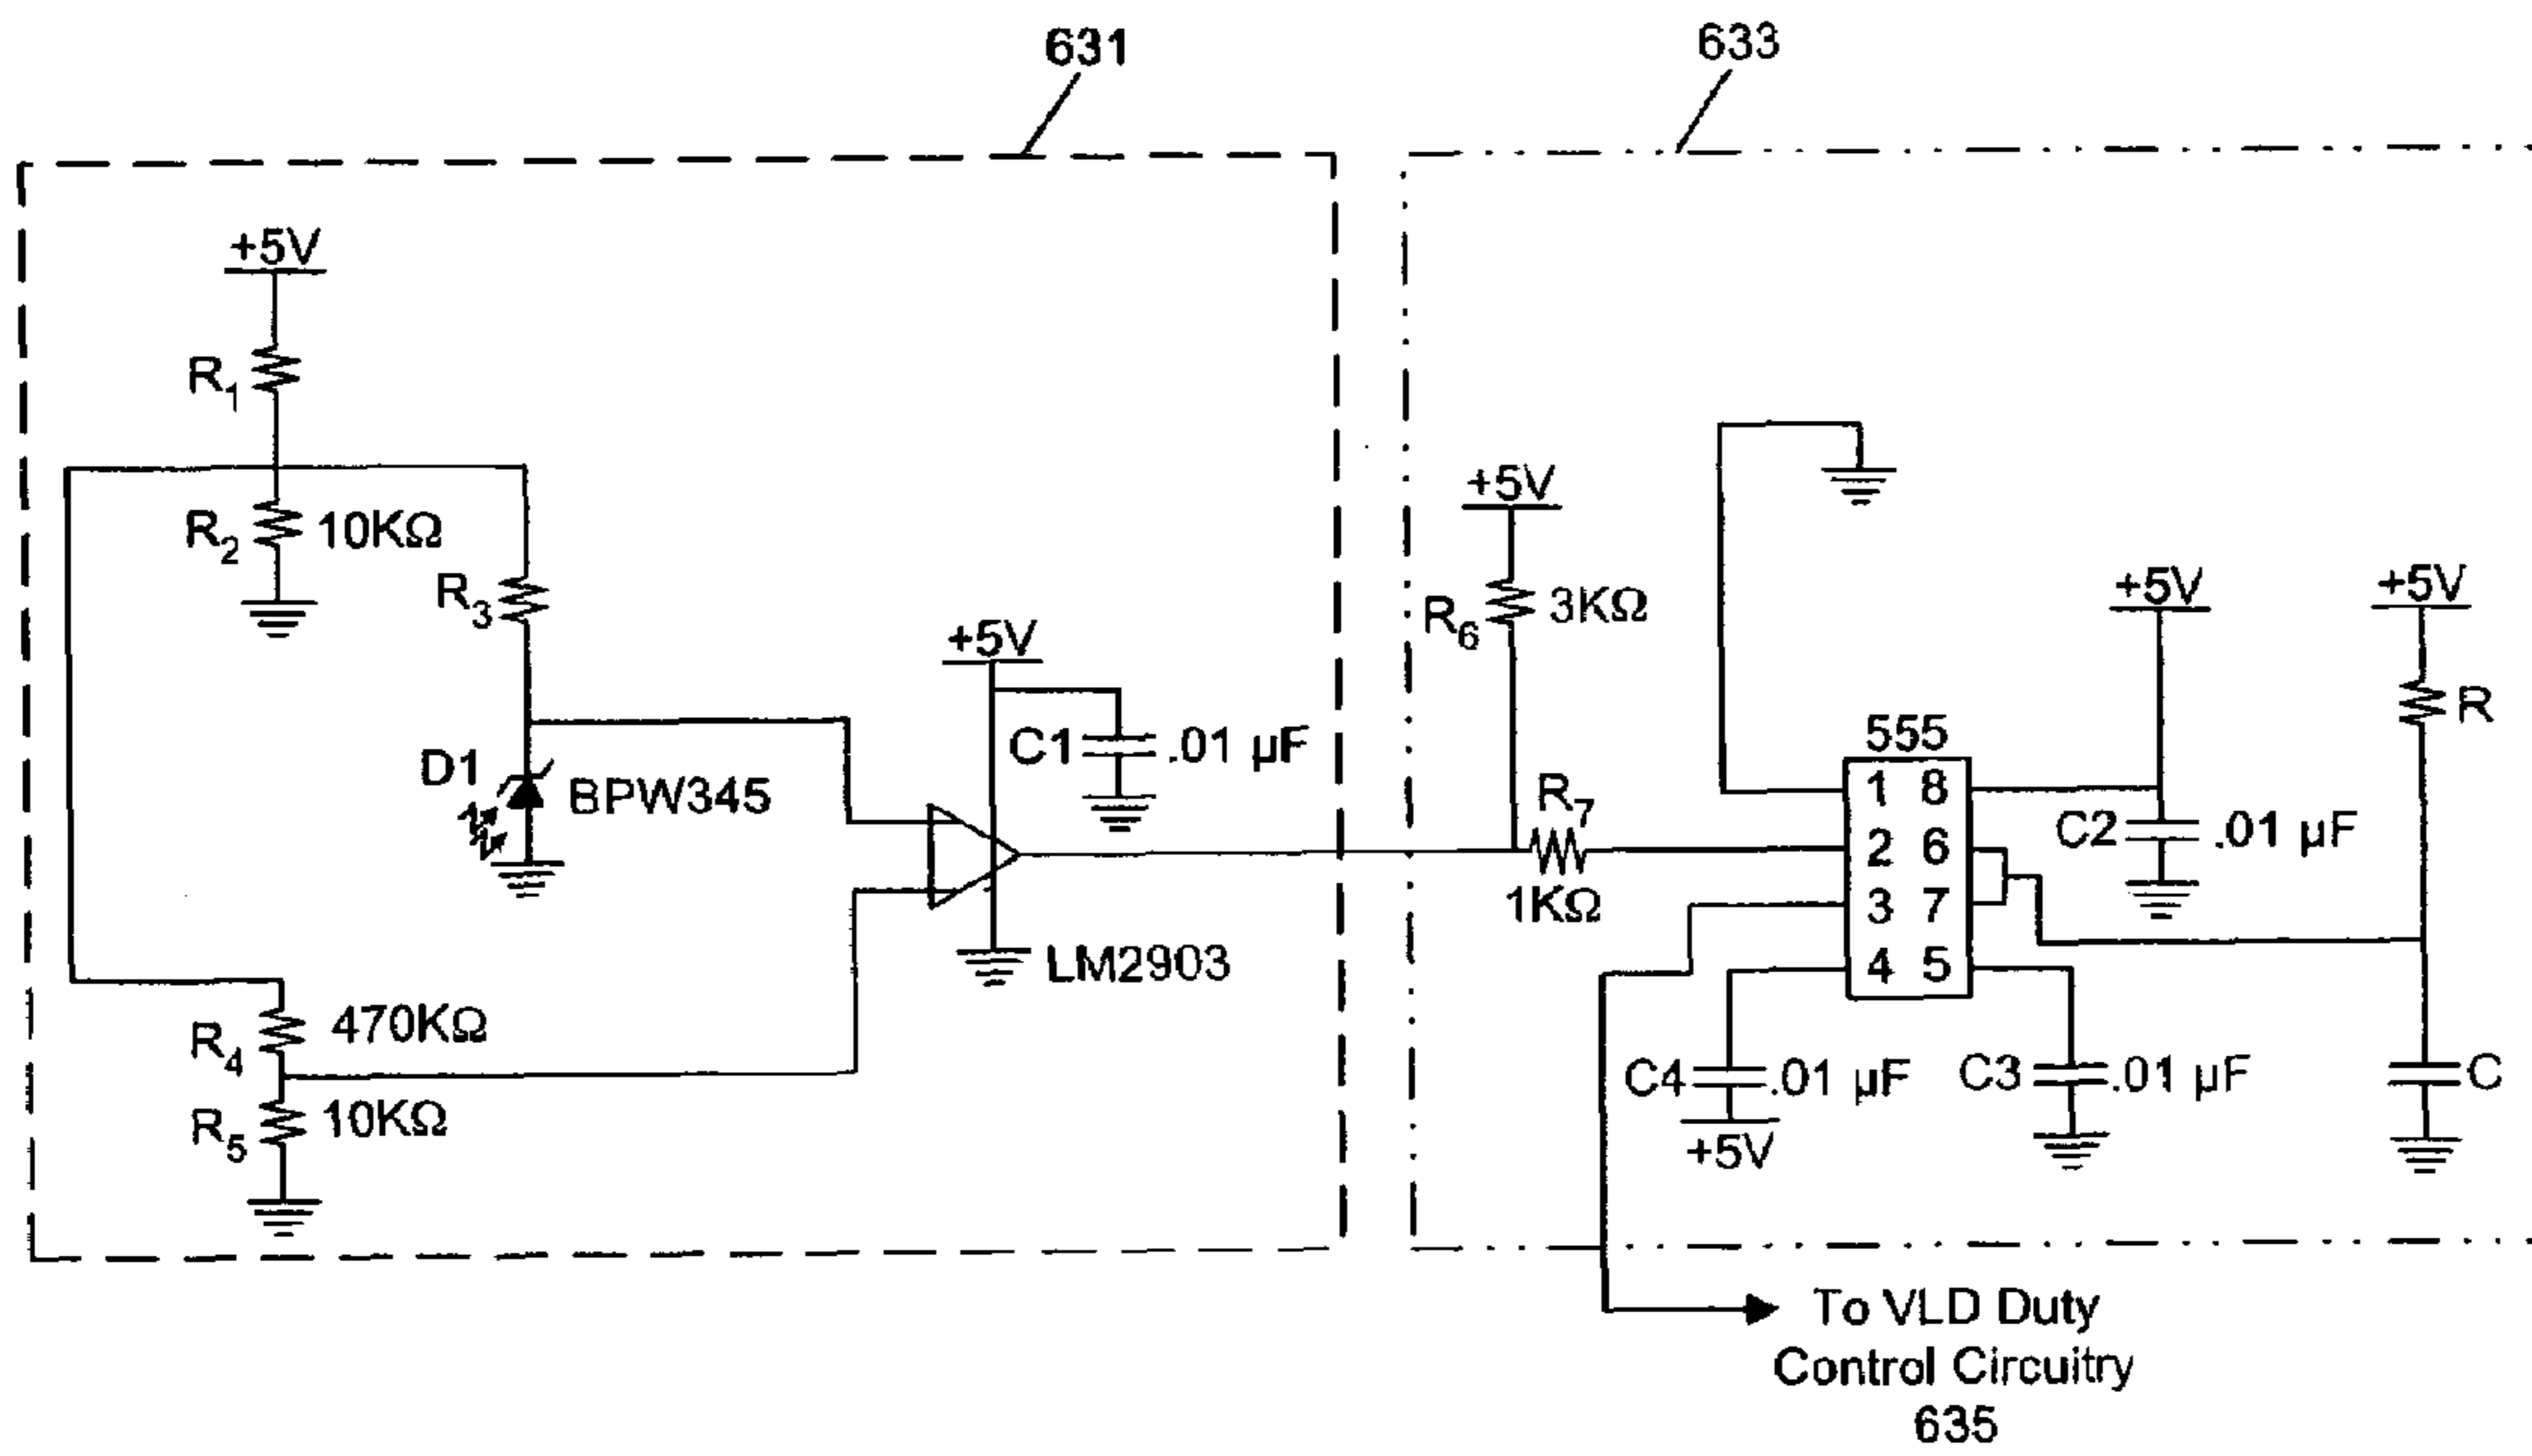 631
633
+5V
R1
R2 10KΩ
R3
+5V
C1 .01 μF
D1 BPW345
LM2903
R4 470KΩ
R5 10KΩ
+5V
R6 3KΩ
R7
1KΩ
+5V
+5V
R
555
1 8
2 6
3 7
4 5
C2 .01 μF
C4 .01 μF
+5V
C3 .01 μF
C
To VLD Duty
Control Circuitry
635